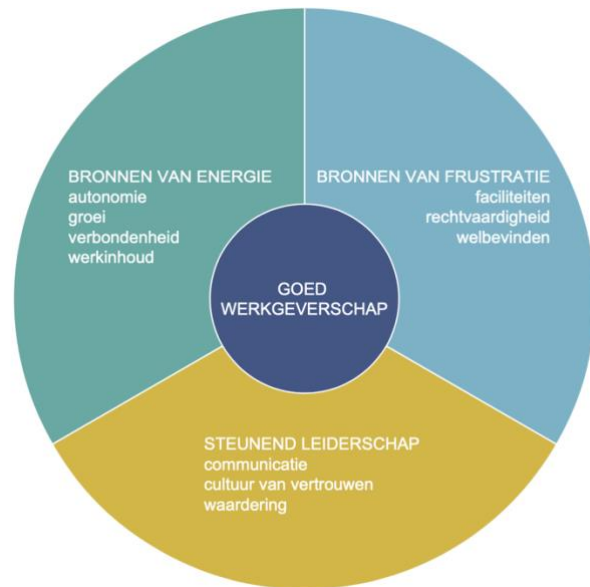 BRONNEN VAN ENERGIE
autonomie
groei
verbondenheid
werkinhoud
BRONNEN VAN FRUSTRATIE
faciliteiten
rechtvaardigheid
welbevinden
GOED
WERKGEVERSCHAP
STEUNEND LEIDERSCHAP
communicatie
cultuur van vertrouwen
waardering